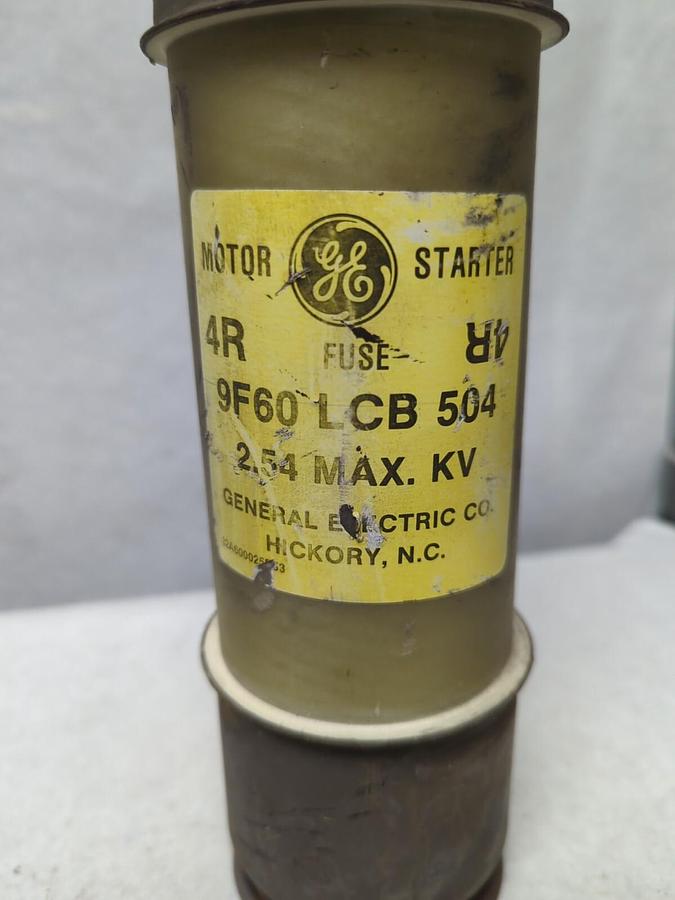 MOTOR GE STARTER
4R FUSE 4R
9F60 LCB 504
2.54 MAX. KV
GENERAL ELECTRIC CO.
HICKORY, N.C.